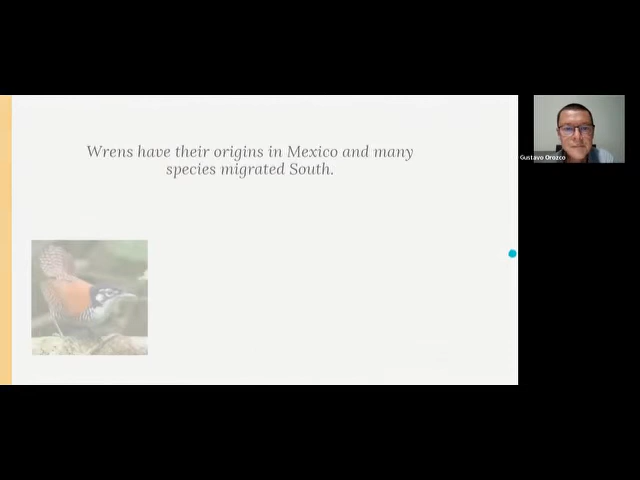 Wrens have their origins in Mexico and many
species migrated South.
Gustavo Orozco